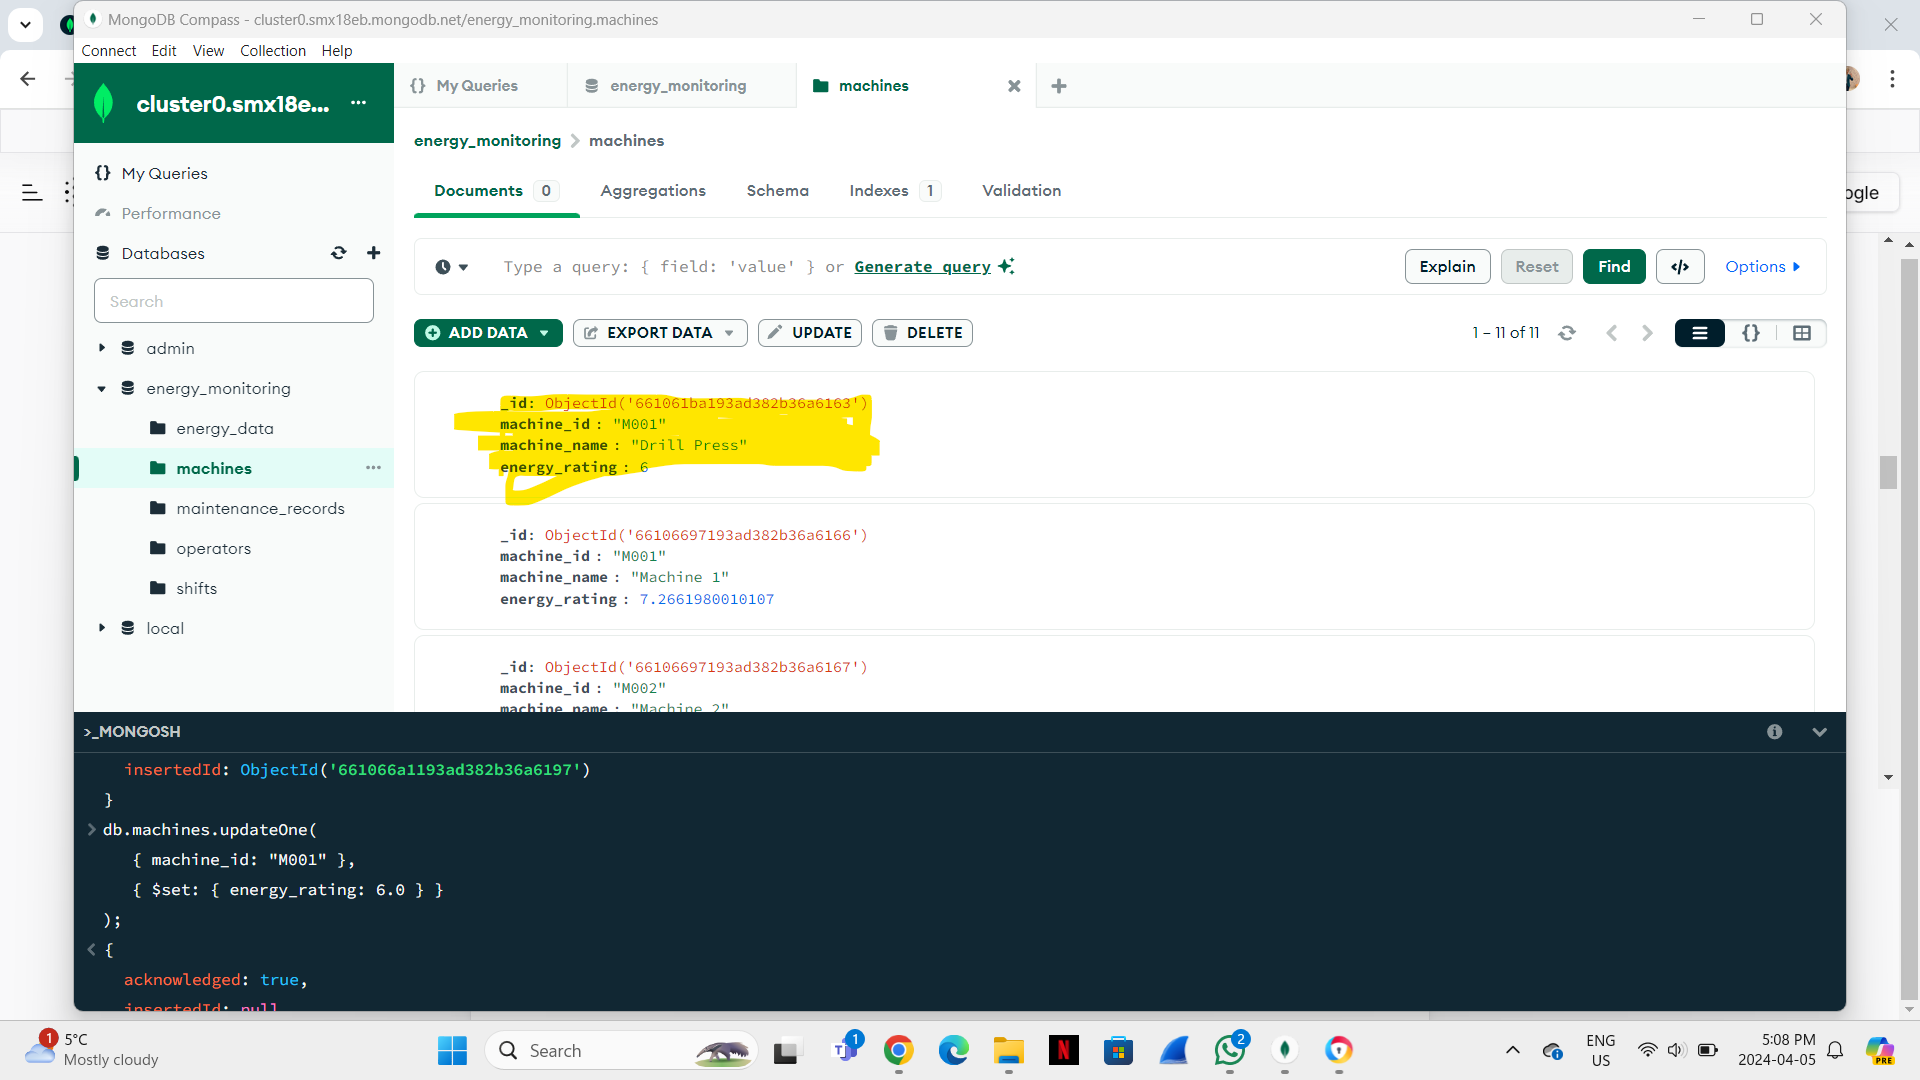 MongoDB Compass - cluster0.smx18eb.mongodb.net/energy_monitoring.machines
Connect Edit View Collection Help
cluster0.smx18e... ...
My Queries
energy_monitoring
machines
energy_monitoring > machines
My Queries
Performance
Databases
Search
admin
energy_monitoring
energy_data
machines ...
maintenance_records
operators
shifts
local
Documents 0 Aggregations Schema Indexes 1 Validation
ogle
Type a query: { field: 'value' } or Generate query
Explain Reset Find </> Options
ADD DATA EXPORT DATA UPDATE DELETE
1 – 11 of 11 {}
_id: ObjectId('661061ba193ad382b36a6163')
machine_id : "M001"
machine_name : "Drill Press"
energy_rating : 6
_id: ObjectId('66106697193ad382b36a6166')
machine_id : "M001"
machine_name : "Machine 1"
energy_rating : 7.2661980010107
_id: ObjectId('66106697193ad382b36a6167')
machine_id : "M002"
machine_name : "Machine 2"
>_MONGOSH
insertedId: ObjectId('661066a1193ad382b36a6197')
}
> db.machines.updateOne(
{ machine_id: "M001" },
{ $set: { energy_rating: 6.0 } }
);
< {
acknowledged: true,
insertedId: null
1
5°C
Mostly cloudy
Search
T 1
N
2
ENG
US
5:08 PM
2024-04-05
PRE